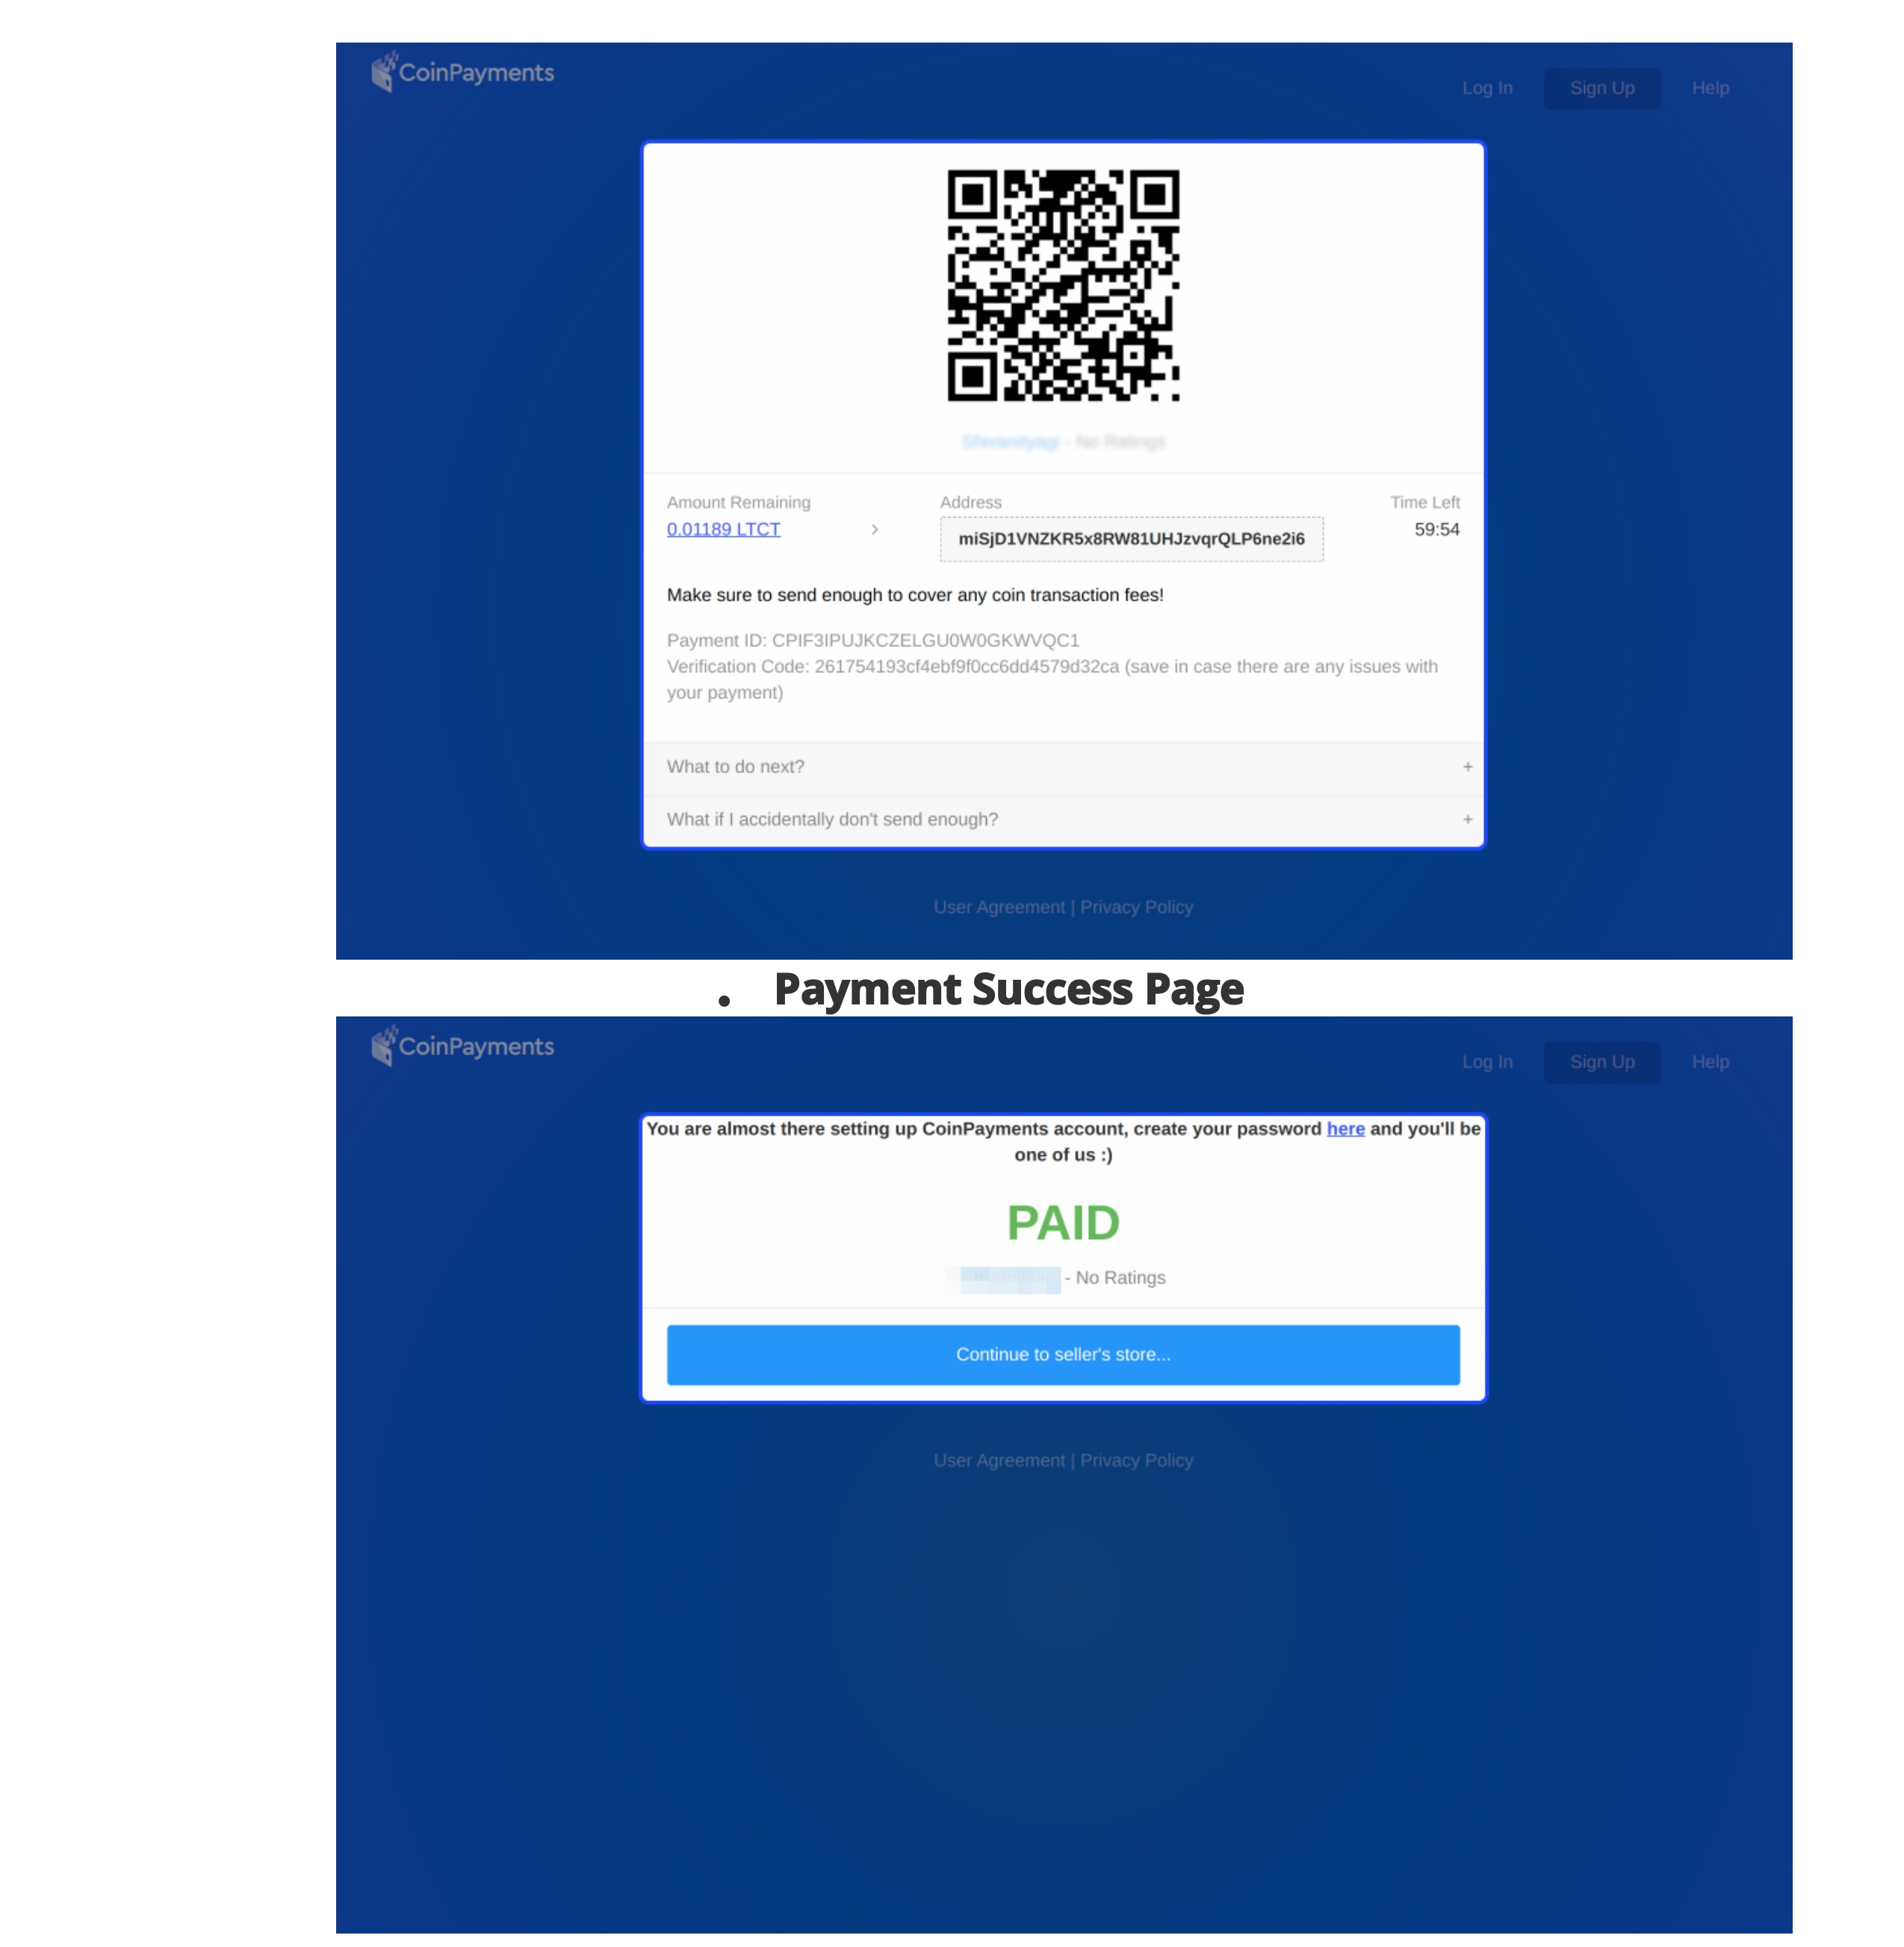 CoinPayments
Log In
Sign Up
Help
- No Ratings
Amount Remaining
Address
Time Left
0.01189 LTCT
>
miSjD1VNZKR5x8RW81UHJzvqrQLP6ne2i6
59:54
Make sure to send enough to cover any coin transaction fees!
Payment ID: CPIF3IPUJKCZELGU0W0GKWVQC1
Verification Code: 261754193cf4ebf9f0cc6dd4579d32ca (save in case there are any issues with
your payment)
What to do next?
+
What if I accidentally don't send enough?
+
User Agreement | Privacy Policy
• Payment Success Page
CoinPayments
Log In
Sign Up
Help
You are almost there setting up CoinPayments account, create your password here and you'll be
one of us :)
PAID
- No Ratings
Continue to seller's store...
User Agreement | Privacy Policy